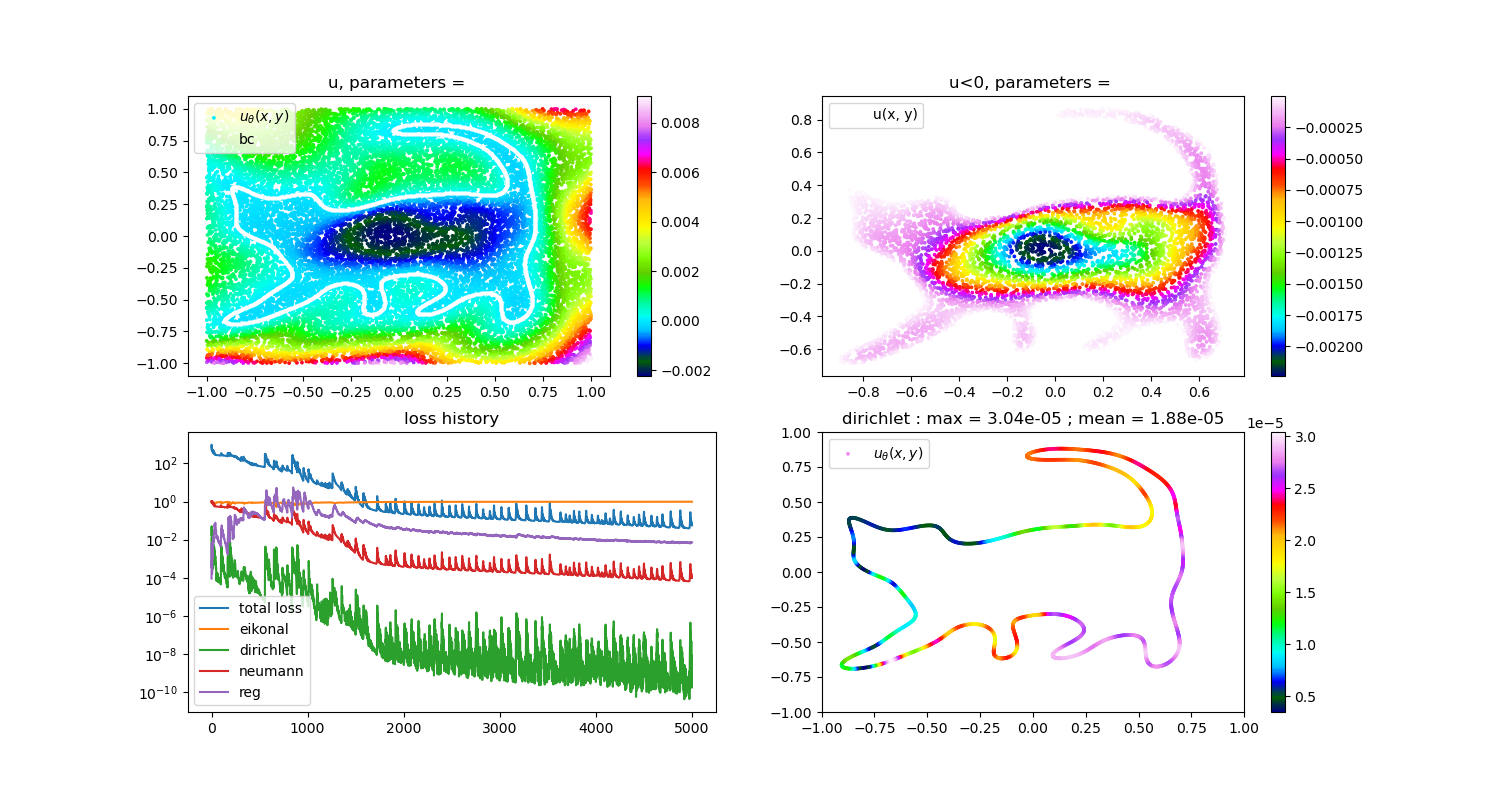 u, parameters =
1.00
0.75
0.50
0.25
0.00
−0.25
−0.50
−0.75
−1.00
−1.00 −0.75 −0.50 −0.25 0.00 0.25 0.50 0.75 1.00
uθ(x, y)
bc
0.008
0.006
0.004
0.002
0.000
−0.002
u<0, parameters =
0.8
0.6
0.4
0.2
0.0
−0.2
−0.4
−0.6
−0.8 −0.6 −0.4 −0.2 0.0 0.2 0.4 0.6
u(x, y)
−0.00025
−0.00050
−0.00075
−0.00100
−0.00125
−0.00150
−0.00175
−0.00200
loss history
10²
10⁰
10⁻²
10⁻⁴
10⁻⁶
10⁻⁸
10⁻¹⁰
0 1000 2000 3000 4000 5000
total loss
eikonal
dirichlet
neumann
reg
dirichlet : max = 3.04e-05 ; mean = 1.88e-05
1.00
0.75
0.50
0.25
0.00
−0.25
−0.50
−0.75
−1.00
−1.00 −0.75 −0.50 −0.25 0.00 0.25 0.50 0.75 1.00
uθ(x, y)
1e−5
3.0
2.5
2.0
1.5
1.0
0.5